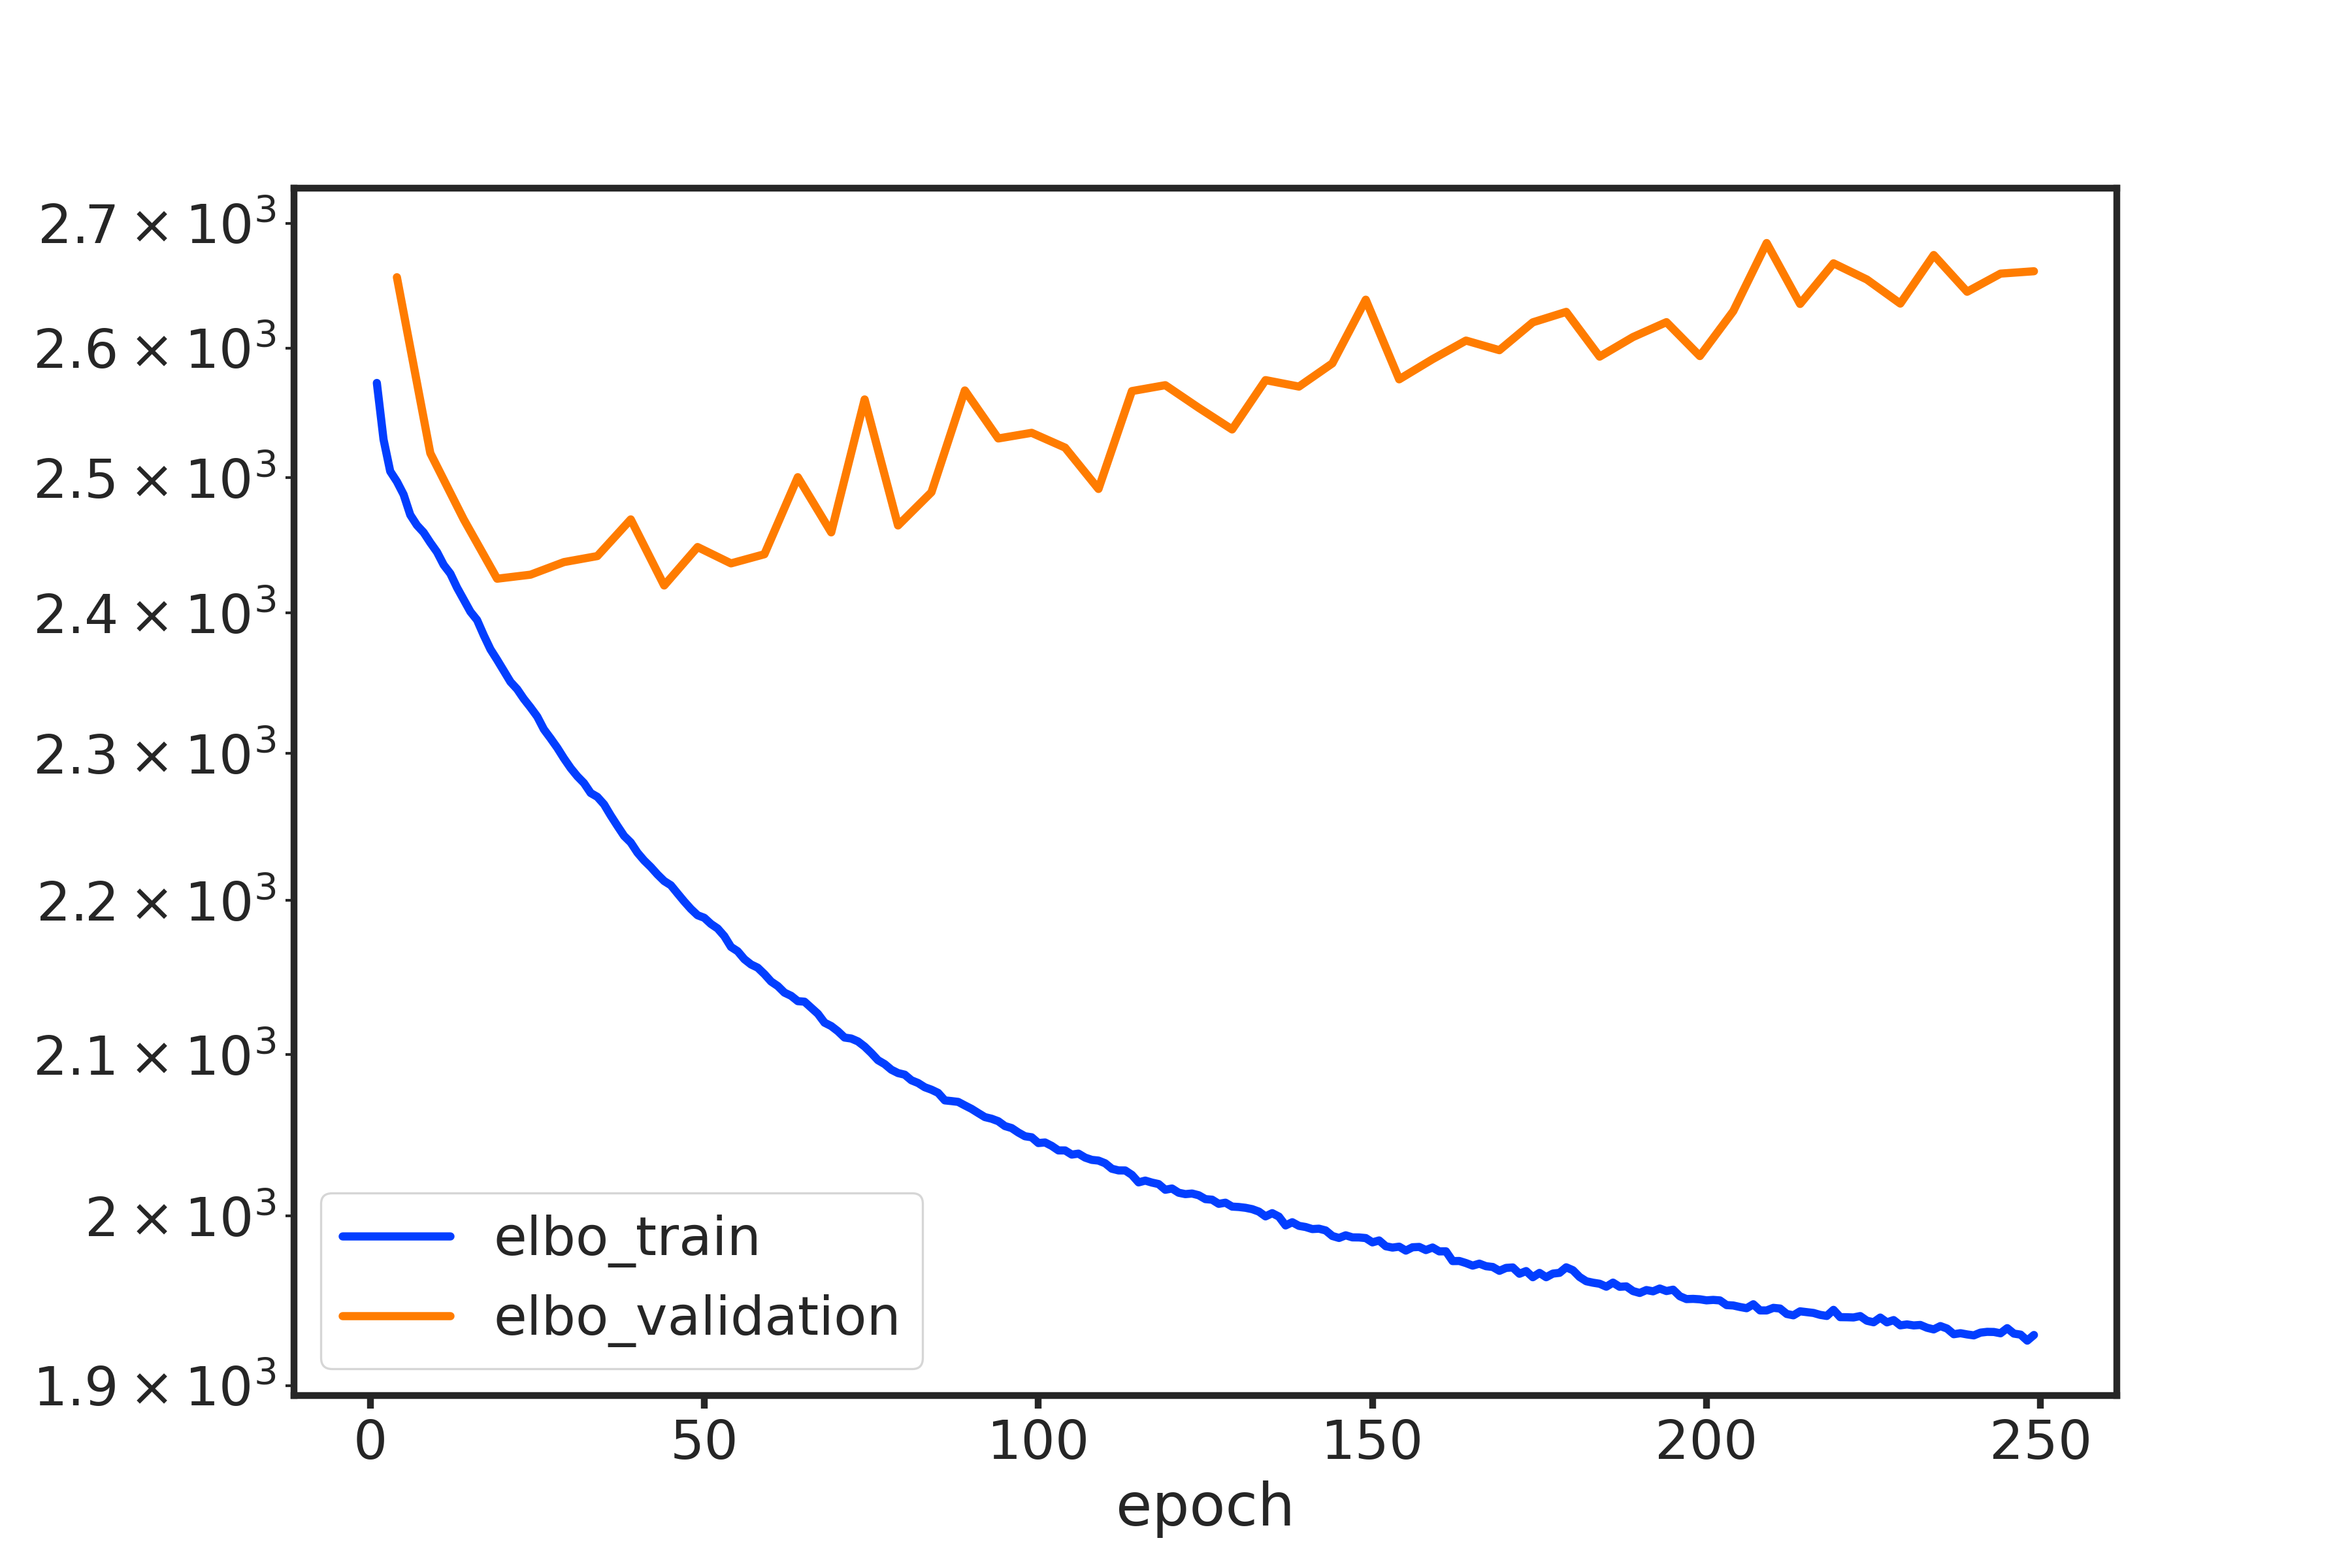 2.7 × 10³
2.6 × 10³
2.5 × 10³
2.4 × 10³
2.3 × 10³
2.2 × 10³
2.1 × 10³
2 × 10³
1.9 × 10³
elbo_train
elbo_validation
0 50 100 150 200 250
epoch